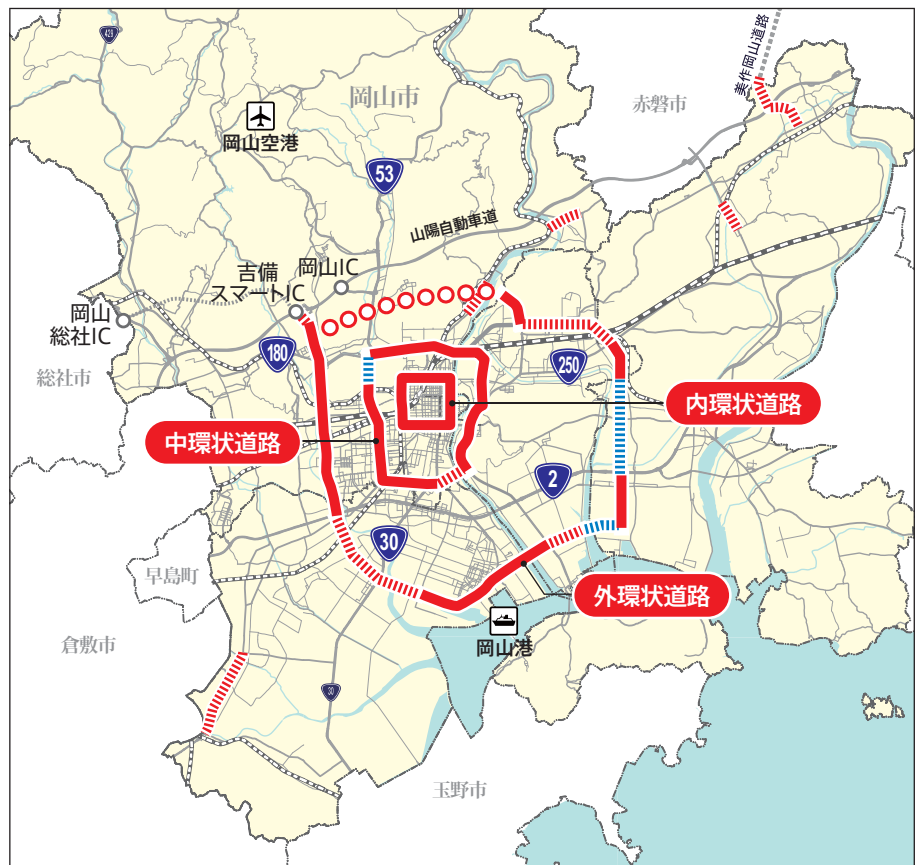 429
岡山市
美作岡山道路
赤磐市
岡山空港
53
山陽自動車道
吉備
スマートIC
岡山IC
岡山
総社IC
180
250
総社市
内環状道路
中環状道路
2
30
早島町
外環状道路
倉敷市
岡山港
30
玉野市